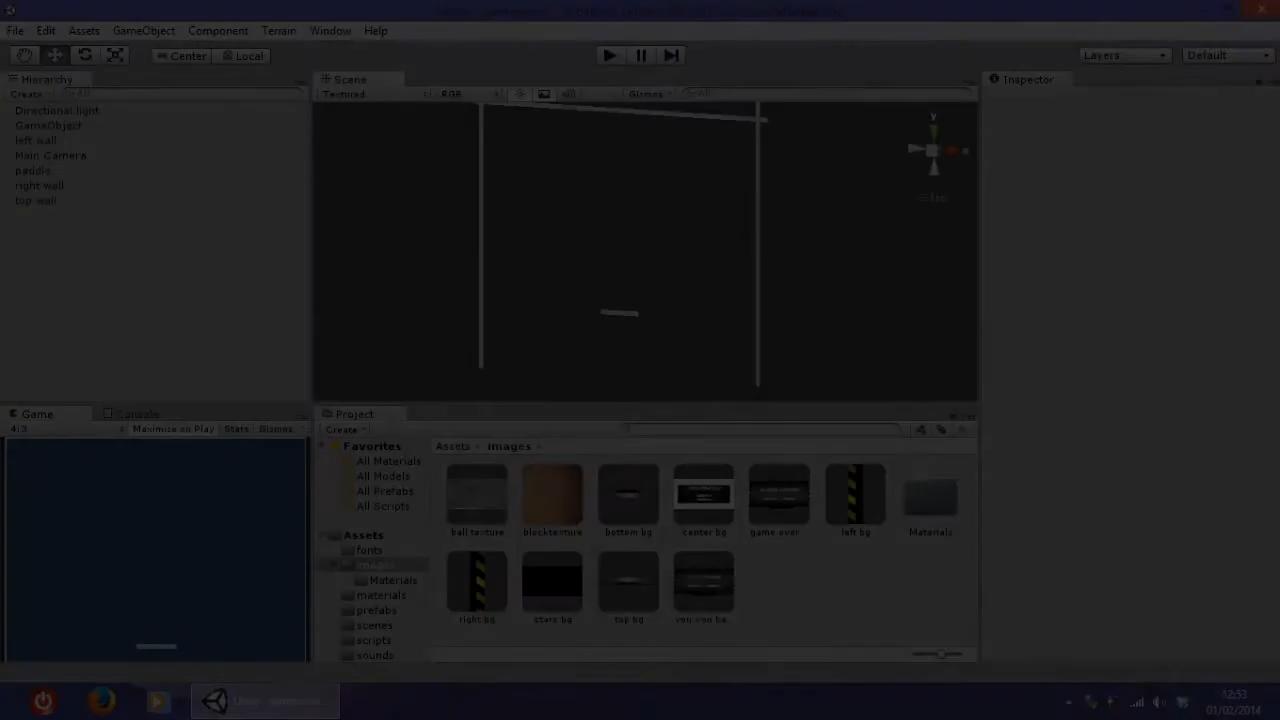 File Edit Assets GameObject Component Terrain Window Help
Center Local
Layers Default
Hierarchy
Create
Directional light
GameObject
left wall
Main Camera
paddle
right wall
top wall
Scene
Textured RGB Gizmos
y
Inspector
Game Console
4:3 Maximize on Play Stats Gizmos
Project
Create
Favorites
All Materials
All Models
All Prefabs
All Scripts
Assets
fonts
images
Materials
materials
prefabs
scenes
scripts
sounds
Assets images
ball texture blocktexture bottom bg center bg game over left bg Materials
right bg stars bg top bg you won ba...
12:53
01/02/2014